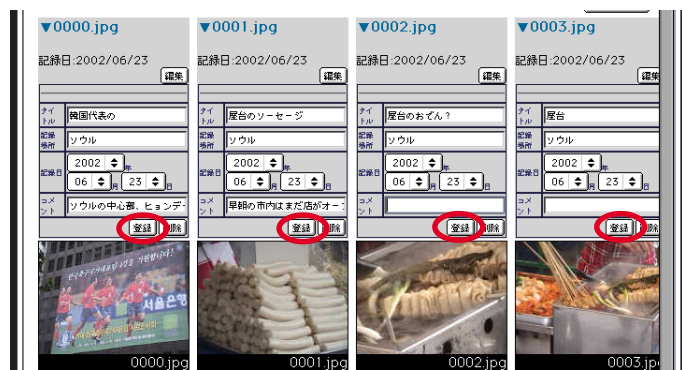 ▼0000.jpg ▼0001.jpg ▼0002.jpg ▼0003.jpg
記録日:2002/06/23 記録日:2002/06/23 記録日:2002/06/23 記録日:2002/06/23
編集 編集 編集 編集
タイトル 韓国代表の タイトル 屋台のソーセージ タイトル 屋台のおでん? タイトル 屋台
記録場所 ソウル 記録場所 ソウル 記録場所 ソウル 記録場所 ソウル
記録日 2002 年 記録日 2002 年 記録日 2002 年 記録日 2002 年
06 月 23 日 06 月 23 日 06 月 23 日 06 月 23 日
コメント ソウルの中心部、ヒョンデ コメント 早朝の市内はまだ店がオー コメント コメント
登録 削除 登録 削除 登録 削除 登録 削除
서울은행
0000.jpg 0001.jpg 0002.jpg 0003.jp